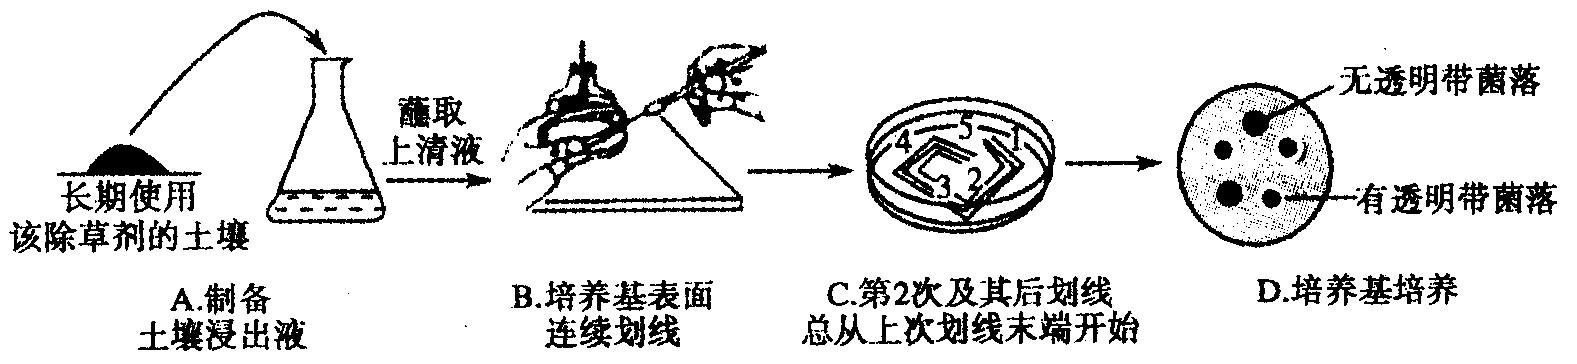 长期使用
该除草剂的土壤
A.制备
土壤浸出液
蘸取
上清液
B.培养基表面
连续划线
4 5 1
3 2
C.第2次及其后划线
总从上次划线末端开始
无透明带菌落
有透明带菌落
D.培养基培养